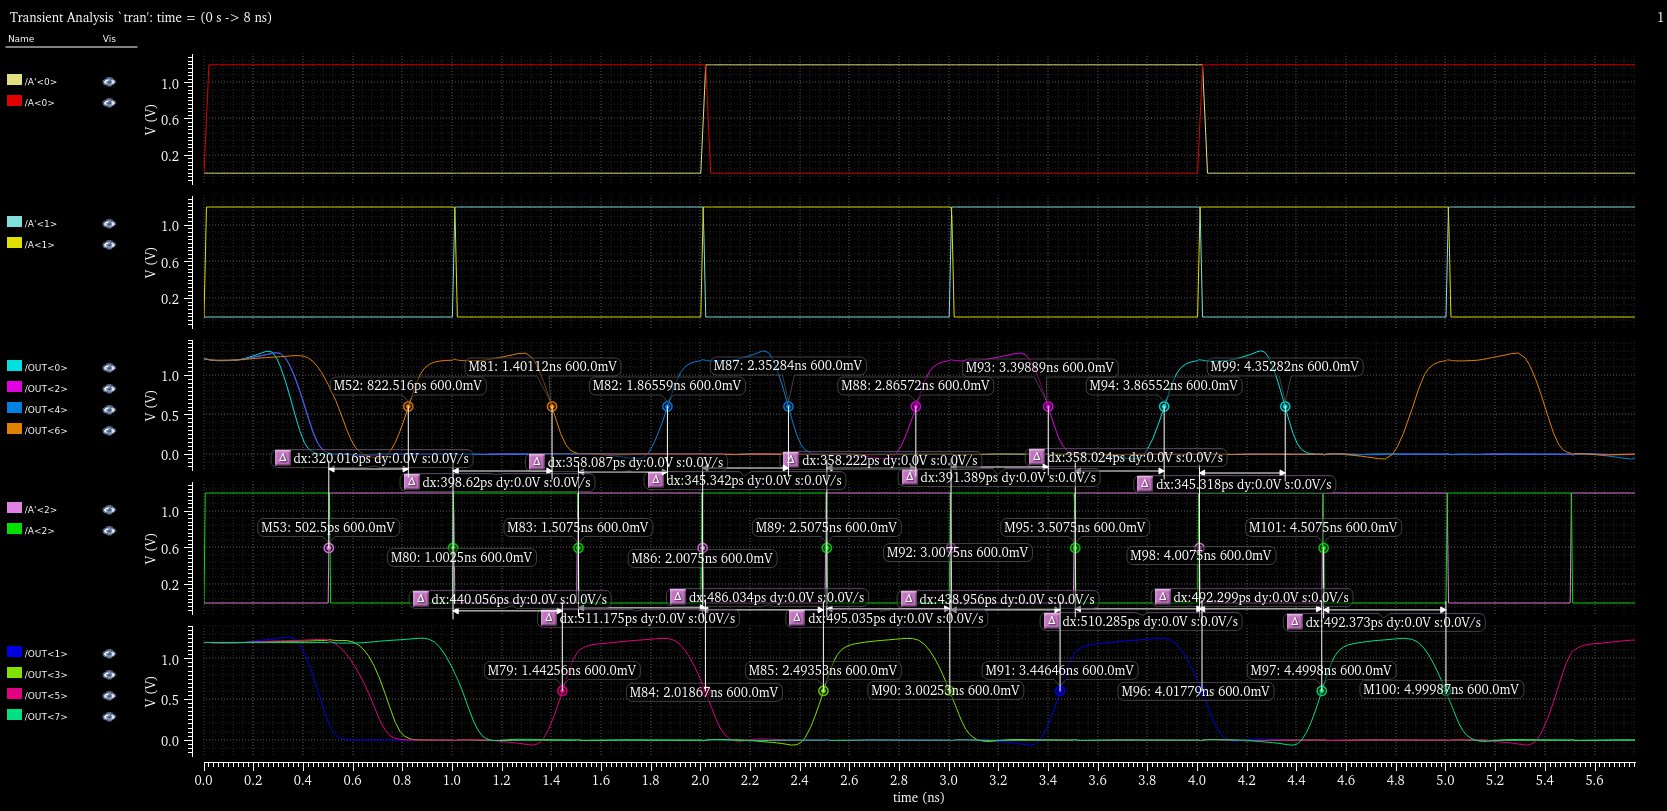 Transient Analysis `tran': time = (0 s -> 8 ns)
1
Name Vis
/A'<0>
/A<0>
V (V)
1.0
0.6
0.2
/A'<1>
/A<1>
V (V)
1.0
0.6
0.2
/OUT<0>
/OUT<2>
/OUT<4>
/OUT<6>
V (V)
1.0
0.5
0.0
M81: 1.40112ns 600.0mV
M87: 2.35284ns 600.0mV
M93: 3.39889ns 600.0mV
M99: 4.35282ns 600.0mV
M52: 822.516ps 600.0mV
M82: 1.86559ns 600.0mV
M88: 2.86572ns 600.0mV
M94: 3.86552ns 600.0mV
Δ dx:320.016ps dy:0.0V s:0.0V/s
Δ dx:358.087ps dy:0.0V s:0.0V/s
Δ dx:358.222ps dy:0.0V s:0.0V/s
Δ dx:358.024ps dy:0.0V s:0.0V/s
Δ dx:398.62ps dy:0.0V s:0.0V/s
Δ dx:345.342ps dy:0.0V s:0.0V/s
Δ dx:391.389ps dy:0.0V s:0.0V/s
Δ dx:345.318ps dy:0.0V s:0.0V/s
/A'<2>
/A<2>
V (V)
1.0
0.6
0.2
M53: 502.5ps 600.0mV
M83: 1.5075ns 600.0mV
M89: 2.5075ns 600.0mV
M95: 3.5075ns 600.0mV
M101: 4.5075ns 600.0mV
M80: 1.0025ns 600.0mV
M86: 2.0075ns 600.0mV
M92: 3.0075ns 600.0mV
M98: 4.0075ns 600.0mV
Δ dx:440.056ps dy:0.0V s:0.0V/s
Δ dx:486.034ps dy:0.0V s:0.0V/s
Δ dx:438.956ps dy:0.0V s:0.0V/s
Δ dx:492.299ps dy:0.0V s:0.0V/s
Δ dx:511.175ps dy:0.0V s:0.0V/s
Δ dx:495.035ps dy:0.0V s:0.0V/s
Δ dx:510.285ps dy:0.0V s:0.0V/s
Δ dx:492.373ps dy:0.0V s:0.0V/s
/OUT<1>
/OUT<3>
/OUT<5>
/OUT<7>
V (V)
1.0
0.5
0.0
M79: 1.44256ns 600.0mV
M85: 2.49353ns 600.0mV
M91: 3.44646ns 600.0mV
M97: 4.4998ns 600.0mV
M84: 2.01867ns 600.0mV
M90: 3.00253ns 600.0mV
M96: 4.01779ns 600.0mV
M100: 4.99987ns 600.0mV
0.0 0.2 0.4 0.6 0.8 1.0 1.2 1.4 1.6 1.8 2.0 2.2 2.4 2.6 2.8 3.0 3.2 3.4 3.6 3.8 4.0 4.2 4.4 4.6 4.8 5.0 5.2 5.4 5.6
time (ns)